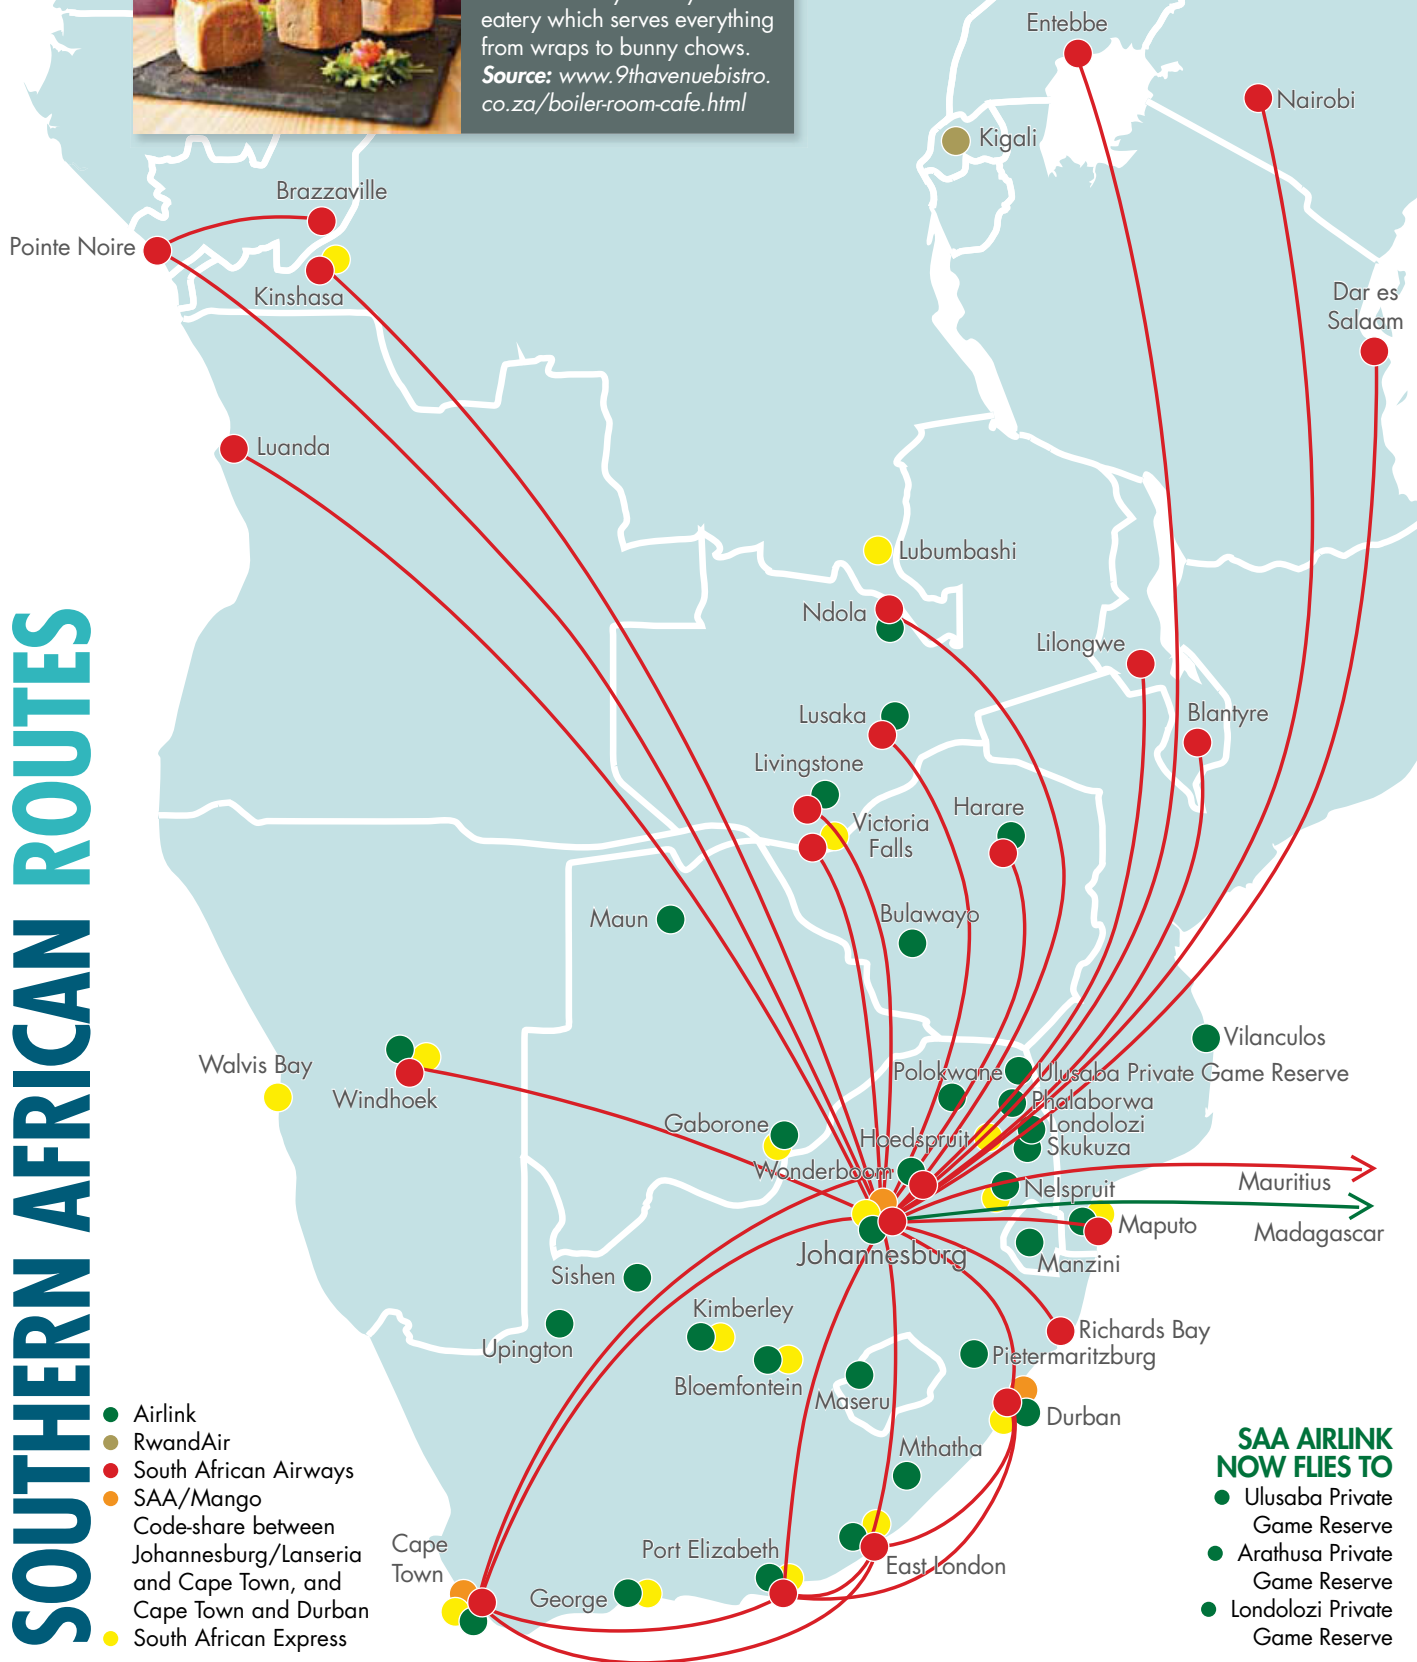 eatery which serves everything
from wraps to bunny chows.
Source: www.9thavenuebistro.
co.za/boiler-room-cafe.html
Entebbe
Nairobi
Kigali
Brazzaville
Pointe Noire
Kinshasa
Dar es
Salaam
Luanda
Lubumbashi
Ndola
Lilongwe
Lusaka
Blantyre
Livingstone
Harare
Victoria
Falls
Maun
Bulawayo
Vilanculos
Walvis Bay
Windhoek
Polokwane
Ulusaba Private Game Reserve
Phalaborwa
Gaborone
Londolozi
Hoedspruit
Skukuza
Wonderboom
Nelspruit
Mauritius
Maputo
Madagascar
Johannesburg
Manzini
Sishen
Kimberley
Richards Bay
Upington
Pietermaritzburg
Bloemfontein
Maseru
Durban
Mthatha
Cape
Town
Port Elizabeth
East London
George
SOUTHERN AFRICAN ROUTES
Airlink
RwandAir
South African Airways
SAA/Mango
Code-share between
Johannesburg/Lanseria
and Cape Town, and
Cape Town and Durban
South African Express
SAA AIRLINK
NOW FLIES TO
Ulusaba Private
Game Reserve
Arathusa Private
Game Reserve
Londolozi Private
Game Reserve